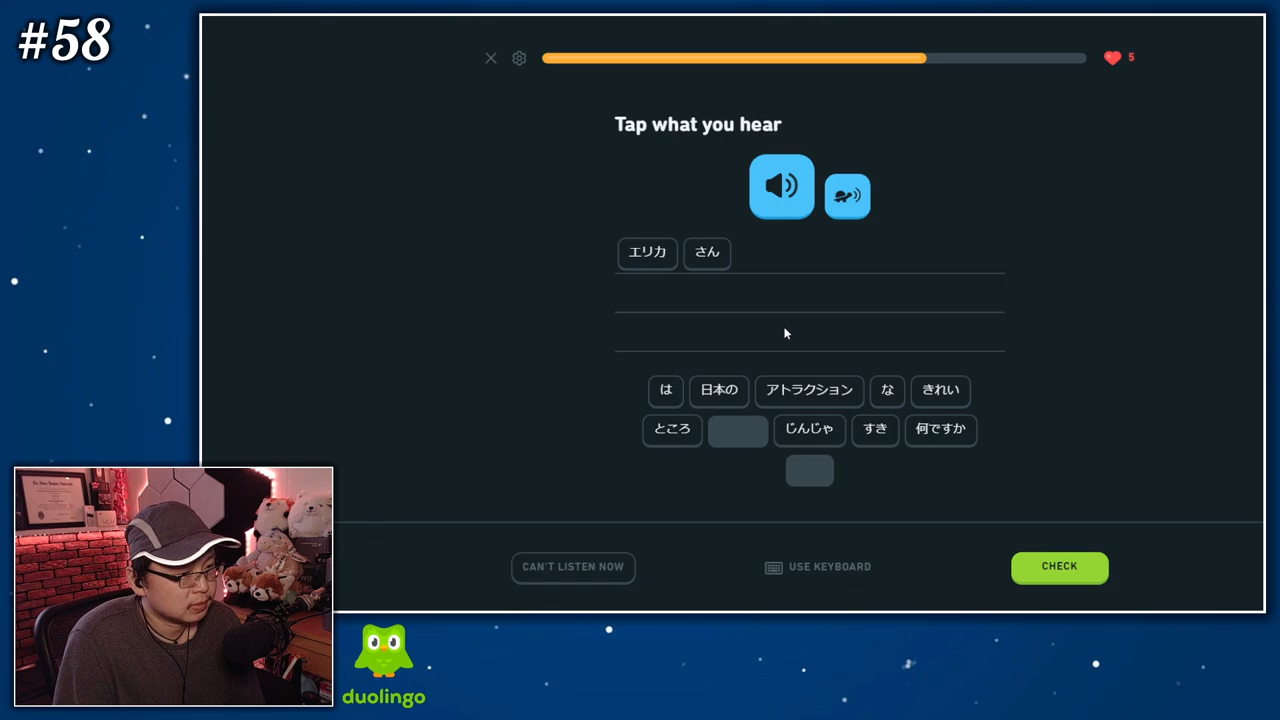 #58
5
Tap what you hear
エリカ さん
は 日本の アトラクション な きれい
ところ じんじゃ すき 何ですか
CAN'T LISTEN NOW
USE KEYBOARD
CHECK
duolingo